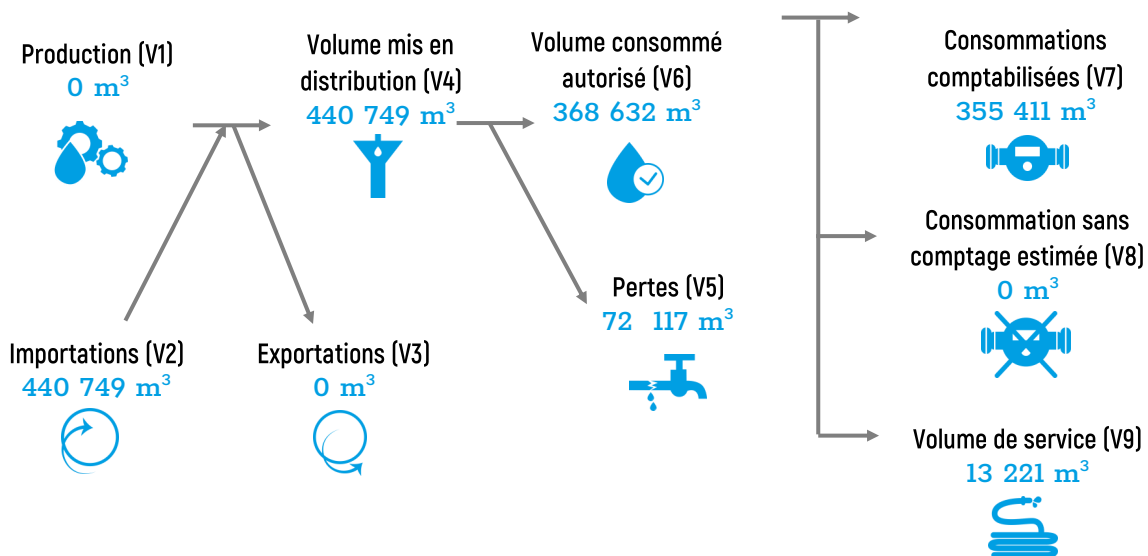 Production (V1)
0 m³
Volume mis en
distribution (V4)
440 749 m³
Volume consommé
autorisé (V6)
368 632 m³
Consommations
comptabilisées (V7)
355 411 m³
Consommation sans
comptage estimée (V8)
0 m³
Pertes (V5)
72 117 m³
Importations (V2)
440 749 m³
Exportations (V3)
0 m³
Volume de service (V9)
13 221 m³